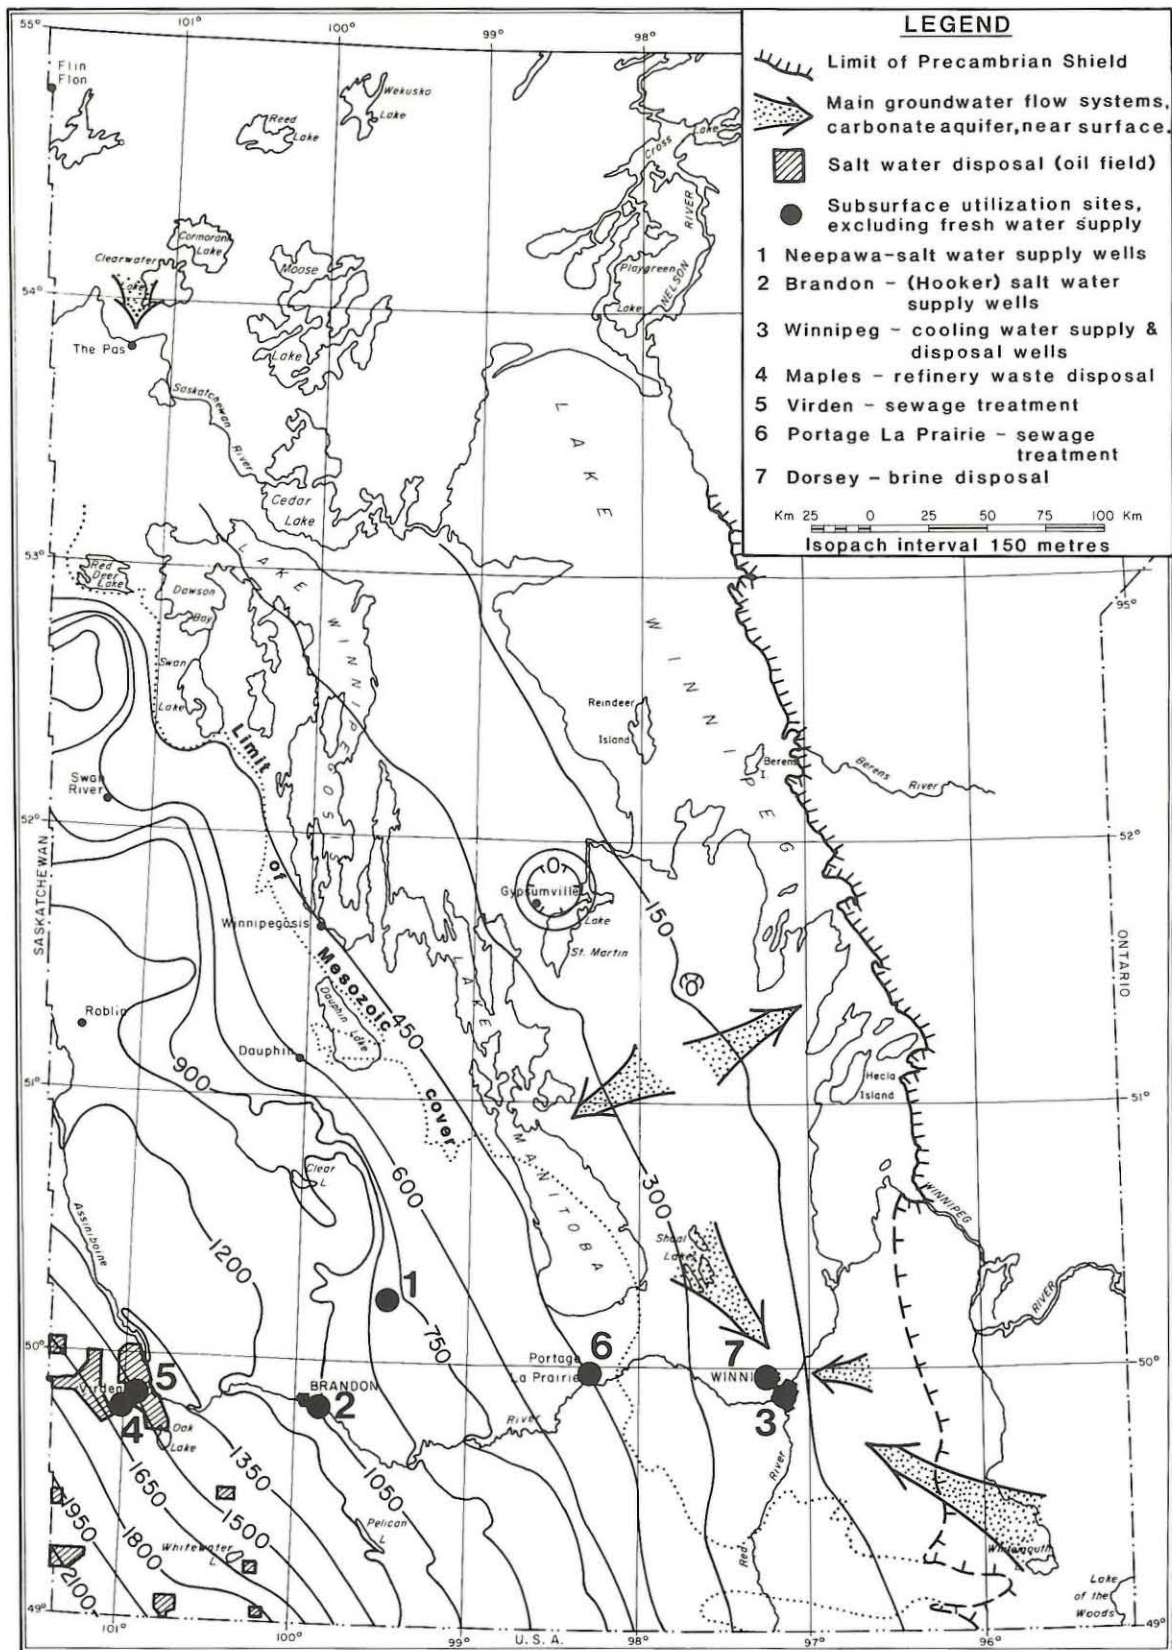 55°
101°
100°
99°
98°
LEGEND
Limit of Precambrian Shield
Main groundwater flow systems,
carbonate aquifer, near surface.
Salt water disposal (oil field)
Subsurface utilization sites,
excluding fresh water supply
1 Neepawa-salt water supply wells
2 Brandon - (Hooker) salt water
supply wells
3 Winnipeg - cooling water supply &
disposal wells
4 Maples - refinery waste disposal
5 Virden - sewage treatment
6 Portage La Prairie - sewage
treatment
7 Dorsey - brine disposal
Km 25 0 25 50 75 100 Km
Isopach interval 150 metres
Flin
Flon
Wekusko
Lake
Reed
Lake
Cross
Lake
NELSON RIVER
Cormorant
Lake
Clearwater
Lake
Moose
Lake
Playgreen
Lake
54°
The Pas
Saskatchewan
River
Cedar
Lake
LAKE
WINNIPEG
53°
Red
Deer
Lake
Dawson
Bay
LAKE
WINNIPEGOSIS
95°
Swan
Lake
Reindeer
Island
Berens
I.
Berens
River
Limit
of
Mesozoic
cover
Swan
River
52°
52°
SASKATCHEWAN
ONTARIO
0
Gypsumville
Lake
St. Martin
150
Winnipegosis
Dauphin Lake
450
LAKE
MANITOBA
Roblin
Dauphin
900
51°
51°
Hecla
Island
Clear
L
600
300
WINNIPEG
RIVER
Assiniboine
1200
Shoal
Lake
1
750
50°
50°
6
Portage
La Prairie
7
WINNI
3
5
Virden
4
BRANDON
2
River
Oak
Lake
1350
1650
1500
1050
Red
River
1950
1800
2100
Pelican
L
Whitewater
L
Whitemouth
Lake
of the
Woods
49°
49°
101°
100°
99°
U.S.A.
98°
97°
96°